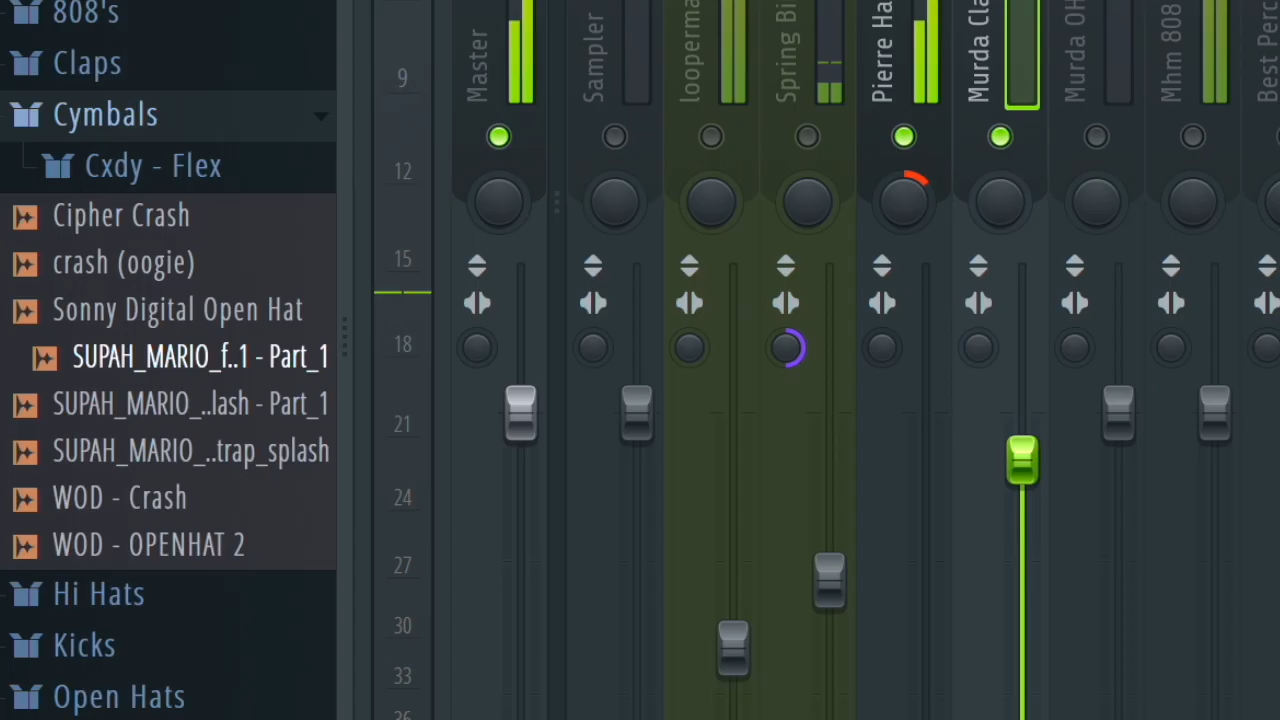 808's
Claps
Cymbals
Cxdy - Flex
Cipher Crash
crash (oogie)
Sonny Digital Open Hat
SUPAH_MARIO_f..1 - Part_1
SUPAH_MARIO_..lash - Part_1
SUPAH_MARIO_..trap_splash
WOD - Crash
WOD - OPENHAT 2
Hi Hats
Kicks
Open Hats
9
12
15
18
21
24
27
30
33
36
Master
Sampler
looperma
Spring Bi
Pierre Ha
Murda Cla
Murda OH
Mhm 808
Best Perc